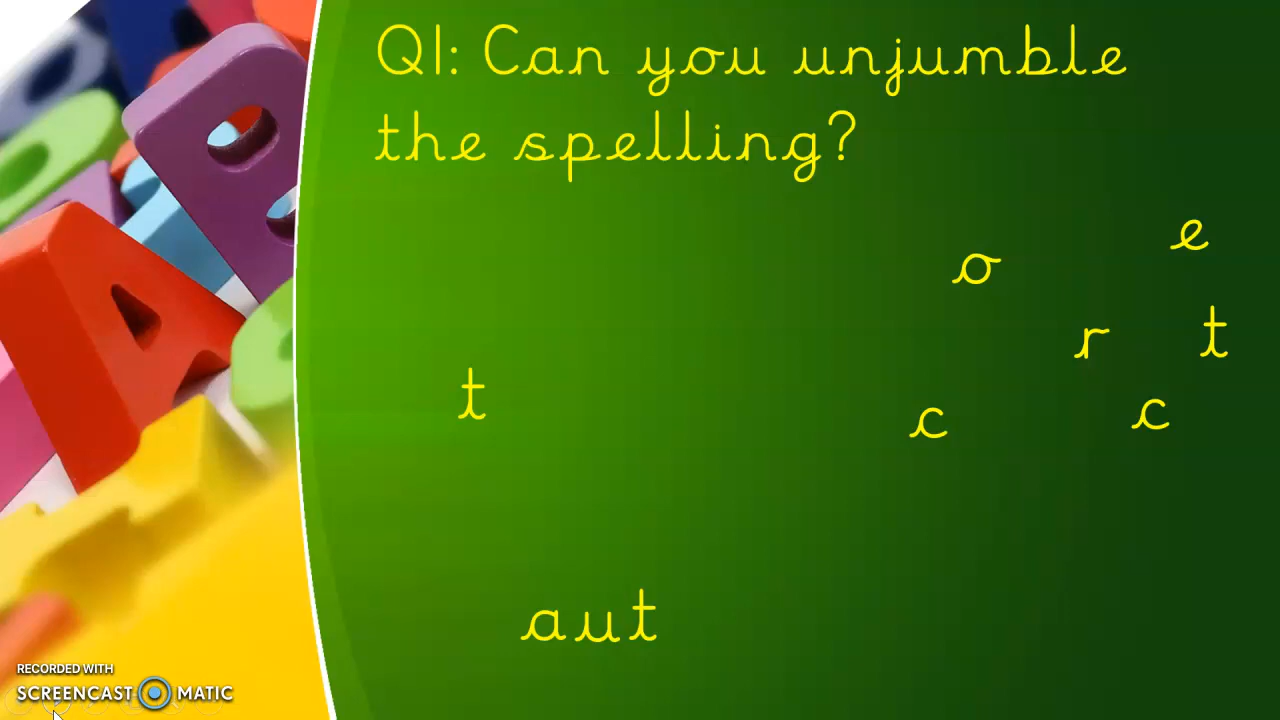 Q1: Can you unjumble
the spelling?
e
o
r t
t
c c
aut
RECORDED WITH
SCREENCAST MATIC